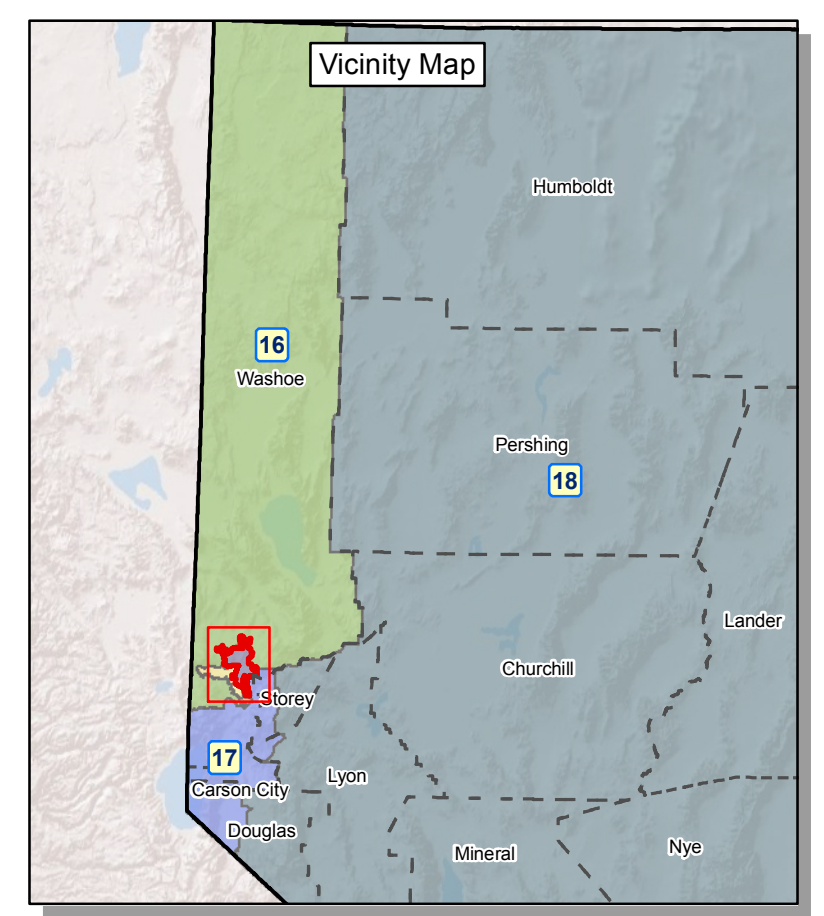 Vicinity Map
Humboldt
16
Washoe
Pershing
18
Lander
Churchill
Storey
17
Lyon
Carson City
Douglas
Mineral
Nye